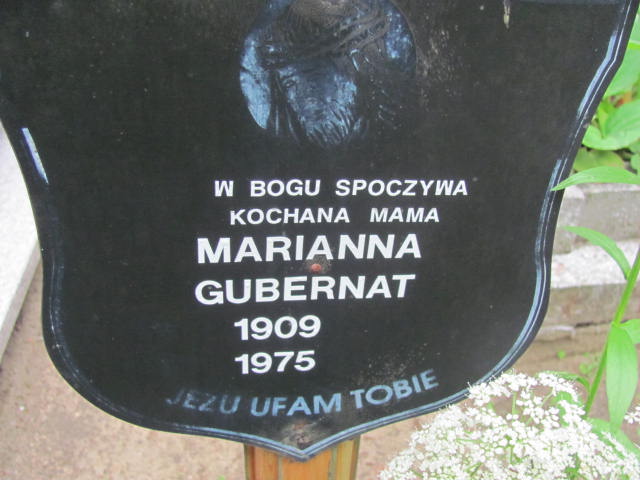 W BOGU SPOCZYWA
KOCHANA MAMA
MARIANNA
GUBERNAT
1909
1975
JEZU UFAM TOBIE